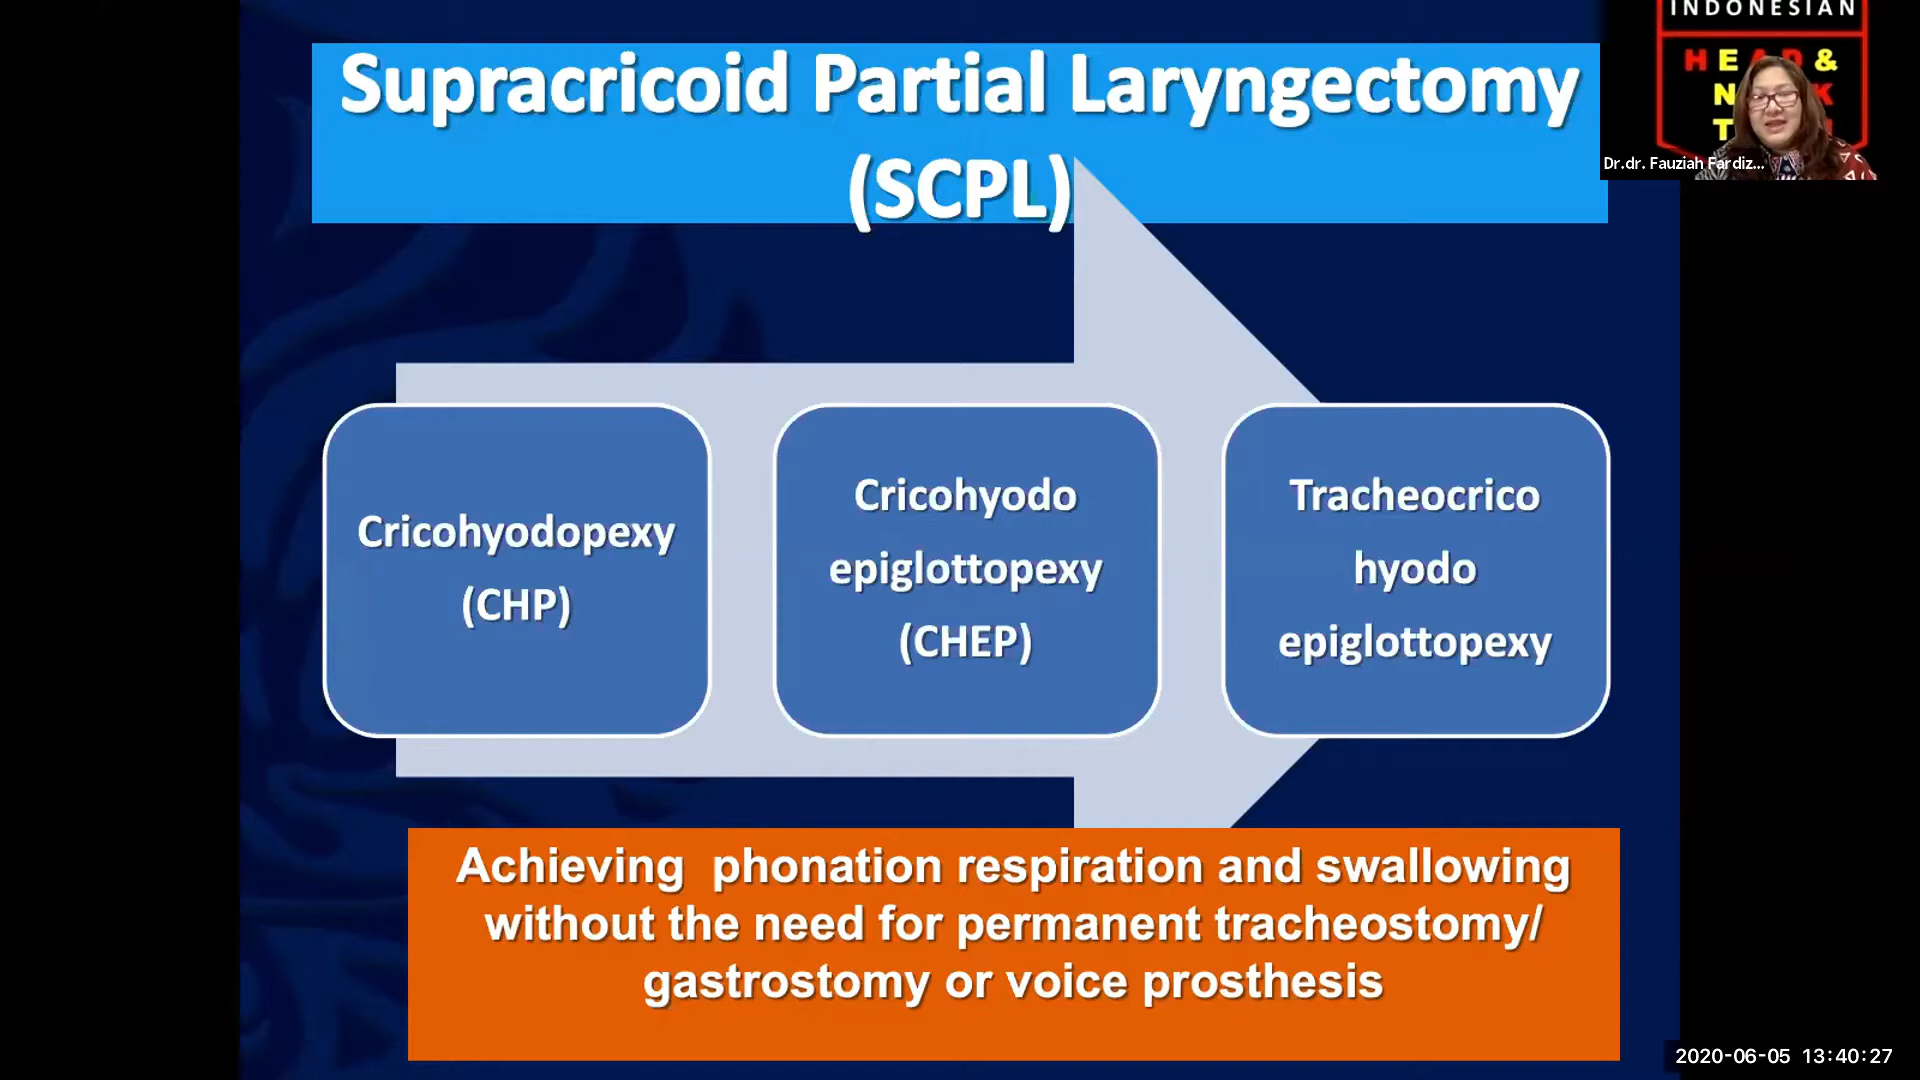 INDONESIAN
HEAD &
Dr.dr. Fauziah Fardiz...
Supracricoid Partial Laryngectomy
(SCPL)
Cricohyodopexy
(CHP)
Cricohyodo
epiglottopexy
(CHEP)
Tracheocrico
hyodo
epiglottopexy
Achieving phonation respiration and swallowing
without the need for permanent tracheostomy/
gastrostomy or voice prosthesis
2020-06-05 13:40:27